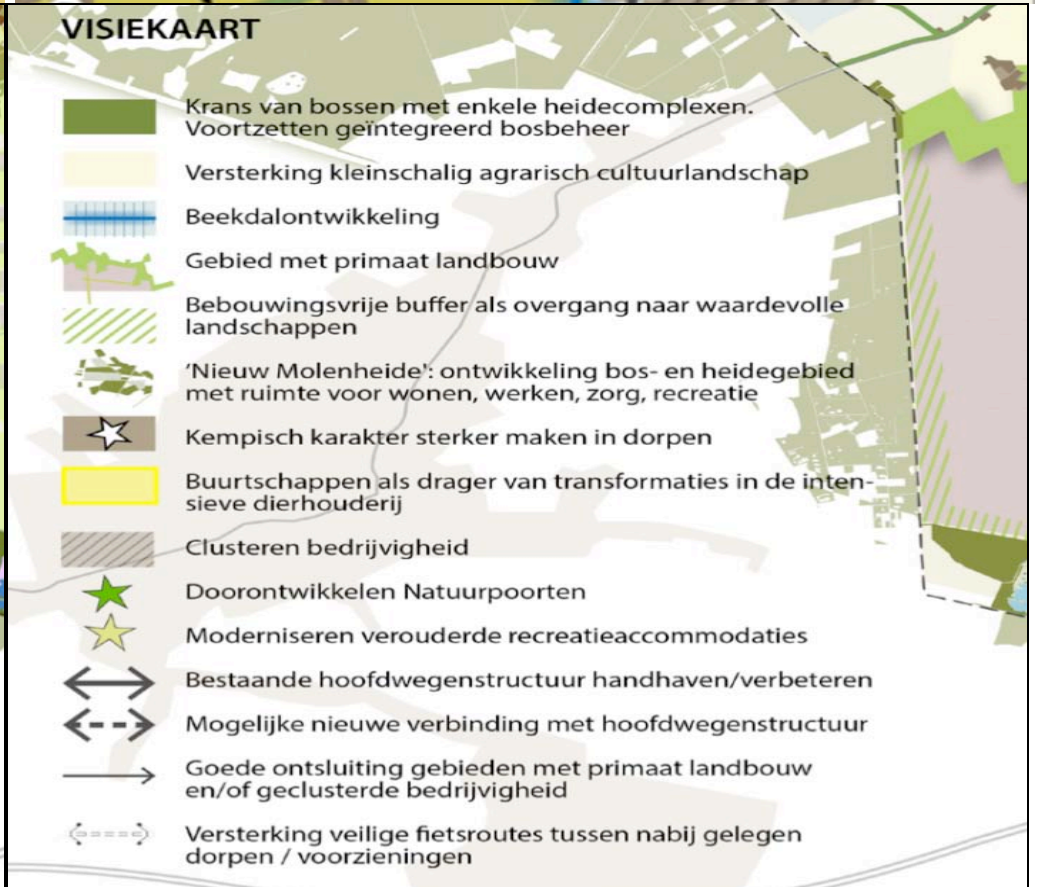 VISIEKAART
Krans van bossen met enkele heidecomplexen.
Voortzetten geïntegreerd bosbeheer
Versterking kleinschalig agrarisch cultuurlandschap
Beekdalontwikkeling
Gebied met primaat landbouw
Bebouwingsvrije buffer als overgang naar waardevolle
landschappen
'Nieuw Molenheide': ontwikkeling bos- en heidegebied
met ruimte voor wonen, werken, zorg, recreatie
Kempisch karakter sterker maken in dorpen
Buurtschappen als drager van transformaties in de inten-
sieve dierhouderij
Clusteren bedrijvigheid
Doorontwikkelen Natuurpoorten
Moderniseren verouderde recreatieaccommodaties
Bestaande hoofdwegenstructuur handhaven/verbeteren
Mogelijke nieuwe verbinding met hoofdwegenstructuur
Goede ontsluiting gebieden met primaat landbouw
en/of geclusterde bedrijvigheid
Versterking veilige fietsroutes tussen nabij gelegen
dorpen / voorzieningen